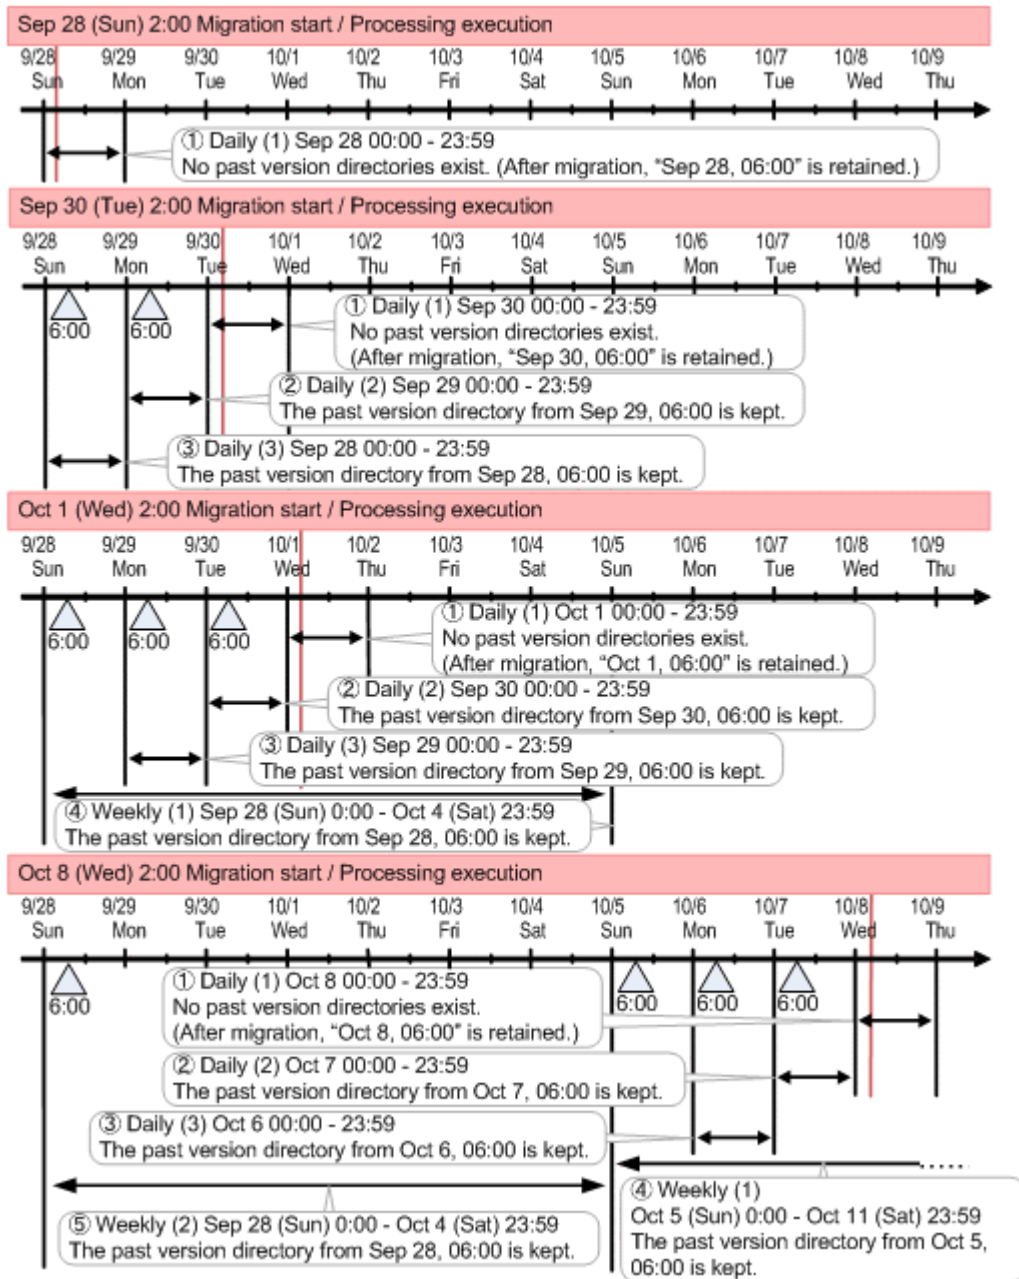 Sep 28 (Sun) 2:00 Migration start / Processing execution
9/28 9/29 9/30 10/1 10/2 10/3 10/4 10/5 10/6 10/7 10/8 10/9
Sun Mon Tue Wed Thu Fri Sat Sun Mon Tue Wed Thu
① Daily (1) Sep 28 00:00 - 23:59
No past version directories exist. (After migration, “Sep 28, 06:00” is retained.)
Sep 30 (Tue) 2:00 Migration start / Processing execution
9/28 9/29 9/30 10/1 10/2 10/3 10/4 10/5 10/6 10/7 10/8 10/9
Sun Mon Tue Wed Thu Fri Sat Sun Mon Tue Wed Thu
6:00 6:00
① Daily (1) Sep 30 00:00 - 23:59
No past version directories exist.
(After migration, “Sep 30, 06:00” is retained.)
② Daily (2) Sep 29 00:00 - 23:59
The past version directory from Sep 29, 06:00 is kept.
③ Daily (3) Sep 28 00:00 - 23:59
The past version directory from Sep 28, 06:00 is kept.
Oct 1 (Wed) 2:00 Migration start / Processing execution
9/28 9/29 9/30 10/1 10/2 10/3 10/4 10/5 10/6 10/7 10/8 10/9
Sun Mon Tue Wed Thu Fri Sat Sun Mon Tue Wed Thu
6:00 6:00 6:00
① Daily (1) Oct 1 00:00 - 23:59
No past version directories exist.
(After migration, “Oct 1, 06:00” is retained.)
② Daily (2) Sep 30 00:00 - 23:59
The past version directory from Sep 30, 06:00 is kept.
③ Daily (3) Sep 29 00:00 - 23:59
The past version directory from Sep 29, 06:00 is kept.
④ Weekly (1) Sep 28 (Sun) 0:00 - Oct 4 (Sat) 23:59
The past version directory from Sep 28, 06:00 is kept.
Oct 8 (Wed) 2:00 Migration start / Processing execution
9/28 9/29 9/30 10/1 10/2 10/3 10/4 10/5 10/6 10/7 10/8 10/9
Sun Mon Tue Wed Thu Fri Sat Sun Mon Tue Wed Thu
6:00 6:00 6:00 6:00
① Daily (1) Oct 8 00:00 - 23:59
No past version directories exist.
(After migration, “Oct 8, 06:00” is retained.)
② Daily (2) Oct 7 00:00 - 23:59
The past version directory from Oct 7, 06:00 is kept.
③ Daily (3) Oct 6 00:00 - 23:59
The past version directory from Oct 6, 06:00 is kept.
④ Weekly (1)
Oct 5 (Sun) 0:00 - Oct 11 (Sat) 23:59
The past version directory from Oct 5,
06:00 is kept.
⑤ Weekly (2) Sep 28 (Sun) 0:00 - Oct 4 (Sat) 23:59
The past version directory from Sep 28, 06:00 is kept.